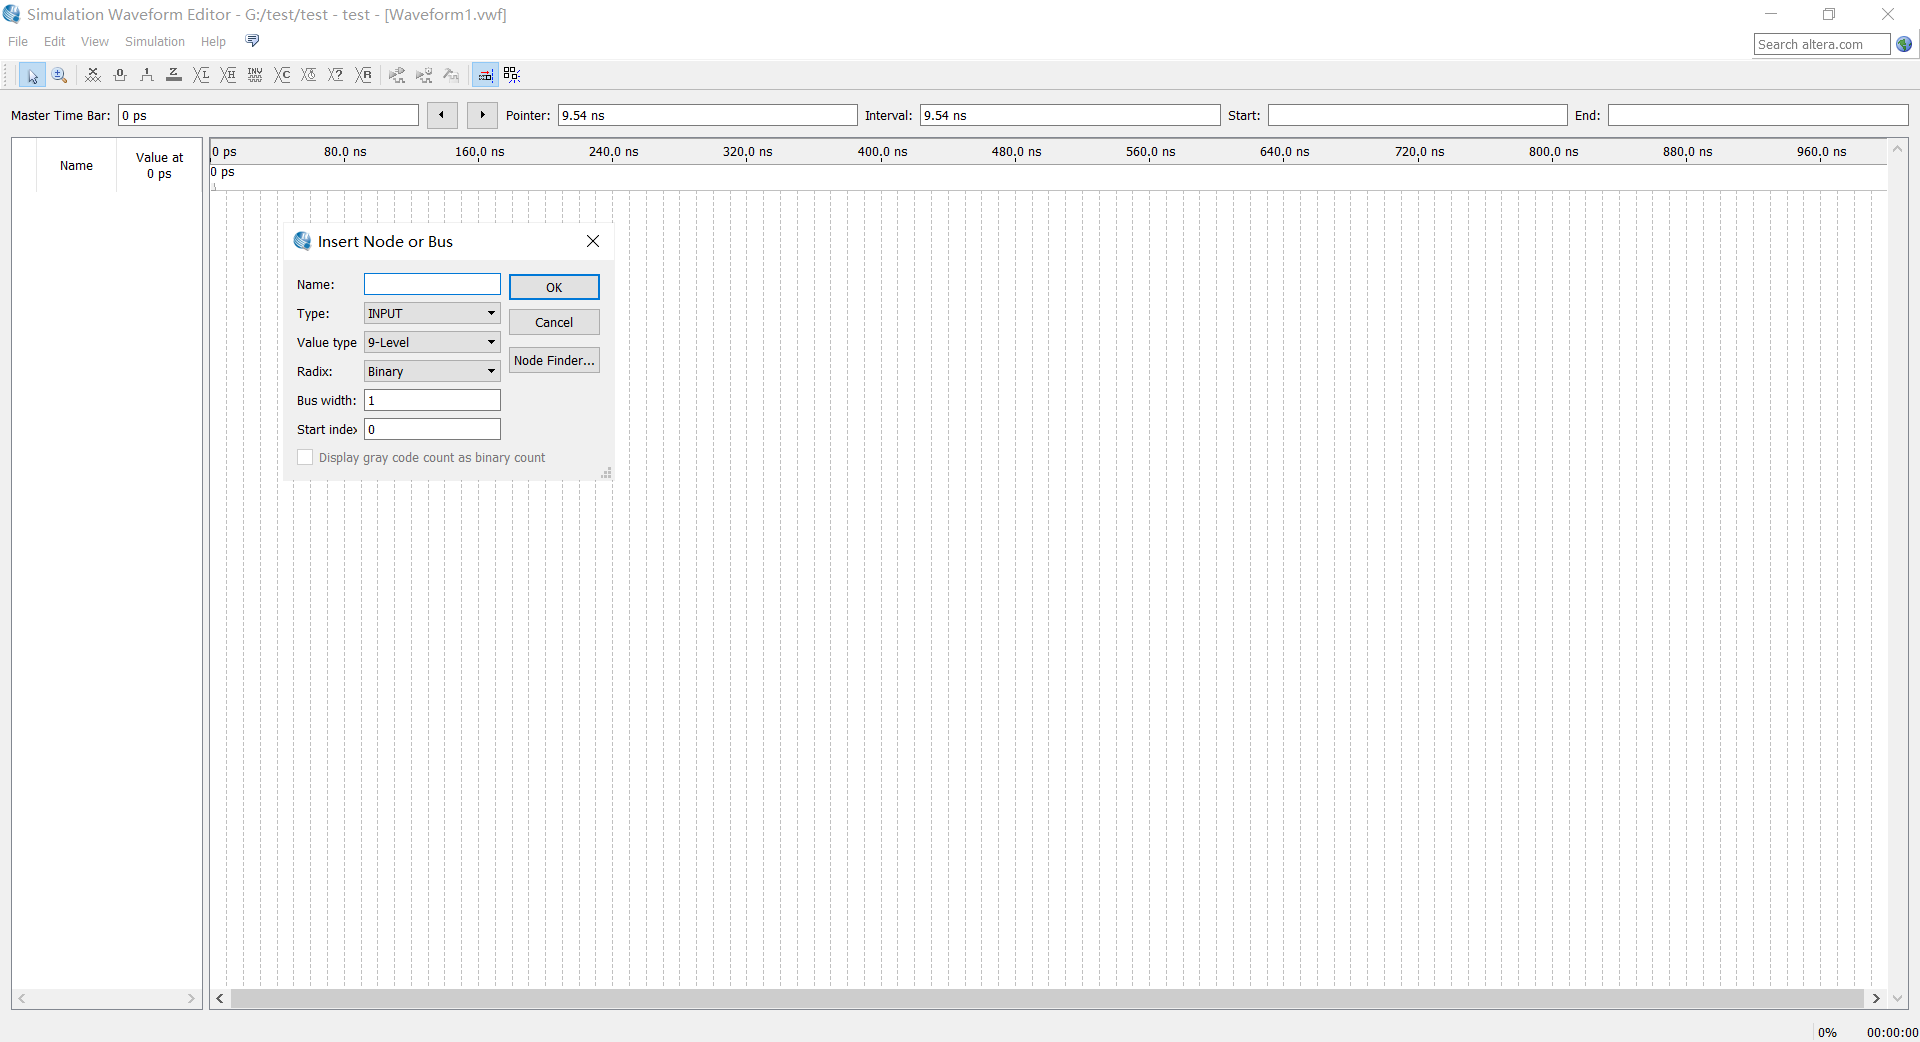 Simulation Waveform Editor - G:/test/test - test - [Waveform1.vwf]
File Edit View Simulation Help
Search altera.com
Master Time Bar: 0 ps Pointer: 9.54 ns Interval: 9.54 ns Start: End:
Name
Value at
0 ps
0 ps 80.0 ns 160.0 ns 240.0 ns 320.0 ns 400.0 ns 480.0 ns 560.0 ns 640.0 ns 720.0 ns 800.0 ns 880.0 ns 960.0 ns
0 ps
Insert Node or Bus
Name:
OK
Type: INPUT
Cancel
Value type 9-Level
Node Finder...
Radix: Binary
Bus width: 1
Start index 0
Display gray code count as binary count
0% 00:00:00